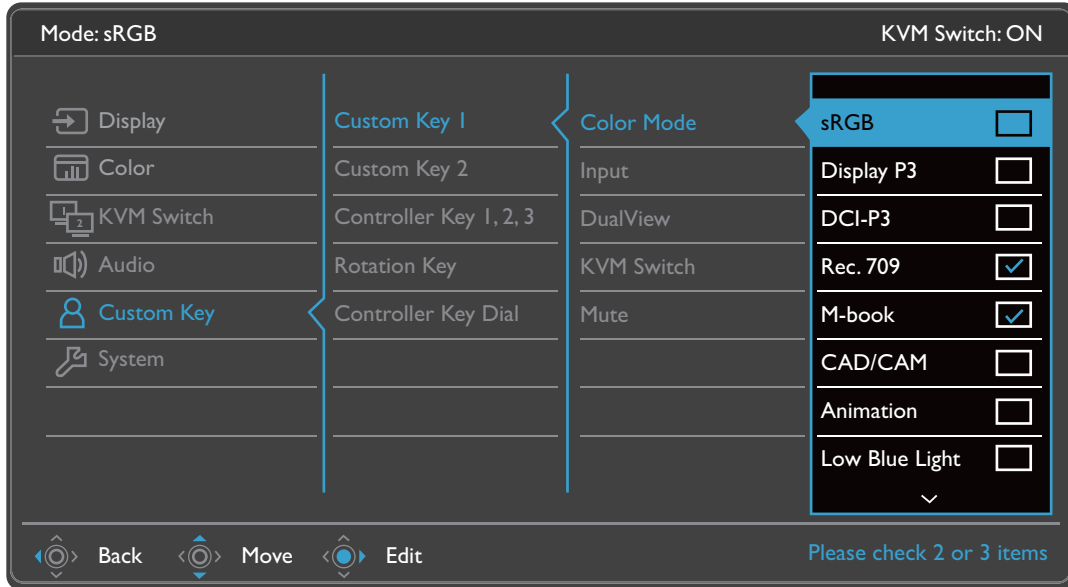 Mode: sRGB
KVM Switch: ON
Display
Color
1
2
KVM Switch
Audio
Custom Key
System
Custom Key 1
Custom Key 2
Controller Key 1, 2, 3
Rotation Key
Controller Key Dial
Color Mode
Input
DualView
KVM Switch
Mute
sRGB
Display P3
DCI-P3
Rec. 709
M-book
CAD/CAM
Animation
Low Blue Light
Back
Move
Edit
Please check 2 or 3 items